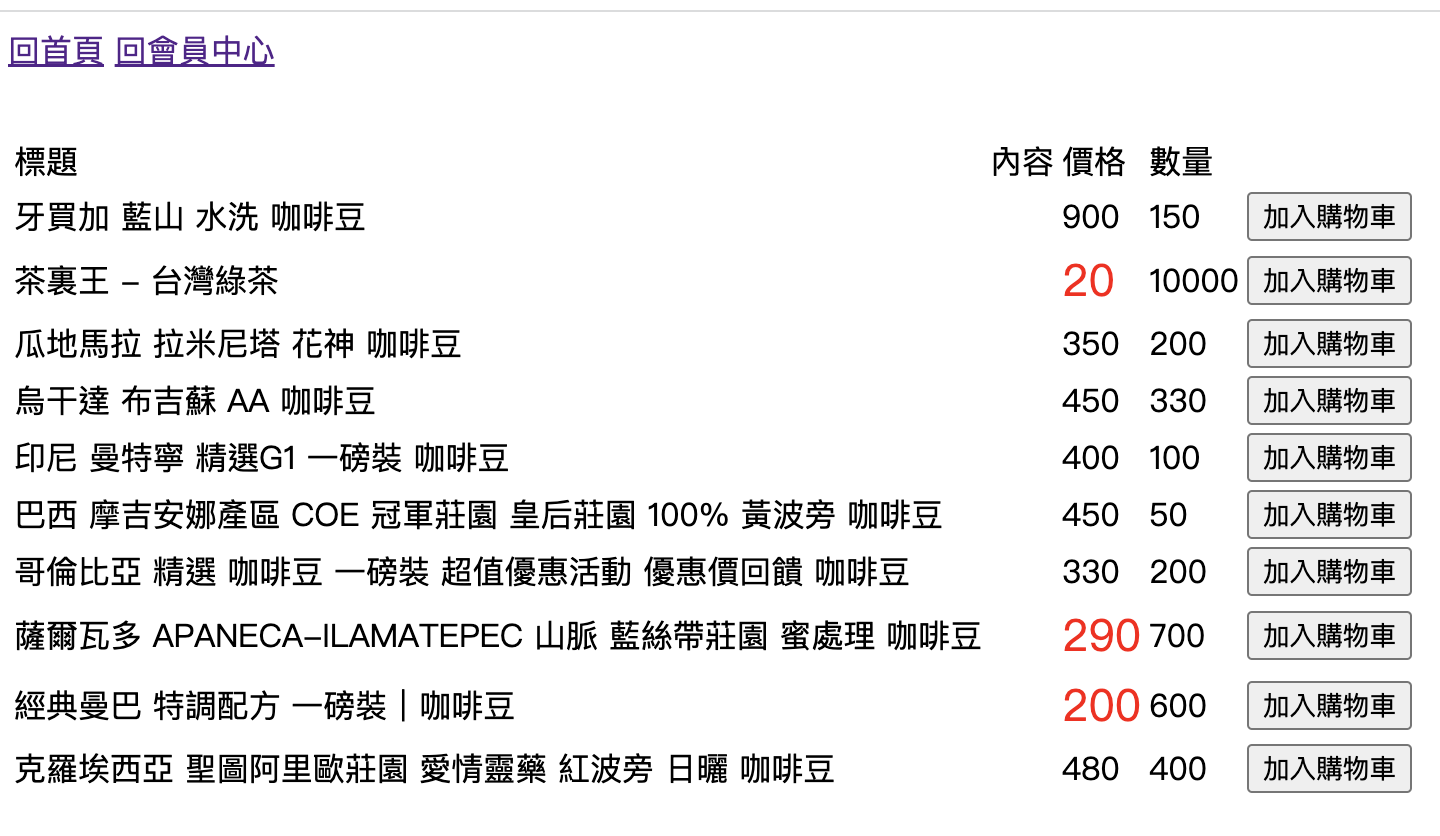 回首頁 回會員中心
標題 內容 價格 數量
牙買加 藍山 水洗 咖啡豆 900 150 加入購物車
茶裏王 – 台灣綠茶 20 10000 加入購物車
瓜地馬拉 拉米尼塔 花神 咖啡豆 350 200 加入購物車
烏干達 布吉蘇 AA 咖啡豆 450 330 加入購物車
印尼 曼特寧 精選G1 一磅裝 咖啡豆 400 100 加入購物車
巴西 摩吉安娜產區 COE 冠軍莊園 皇后莊園 100% 黃波旁 咖啡豆 450 50 加入購物車
哥倫比亞 精選 咖啡豆 一磅裝 超值優惠活動 優惠價回饋 咖啡豆 330 200 加入購物車
薩爾瓦多 APANECA–ILAMATEPEC 山脈 藍絲帶莊園 蜜處理 咖啡豆 290 700 加入購物車
經典曼巴 特調配方 一磅裝｜咖啡豆 200 600 加入購物車
克羅埃西亞 聖圖阿里歐莊園 愛情靈藥 紅波旁 日曬 咖啡豆 480 400 加入購物車